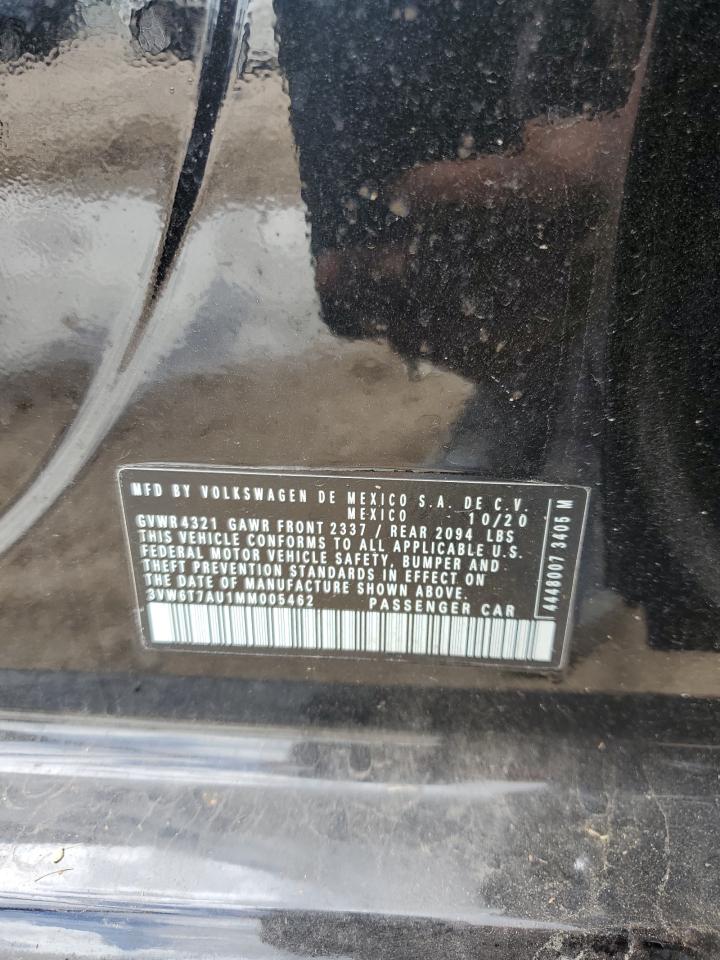 MFD BY VOLKSWAGEN DE MEXICO S.A. DE C.V.
MEXICO 10/20
GVWR4321 GAWR FRONT 2337 / REAR 2094 LBS
THIS VEHICLE CONFORMS TO ALL APPLICABLE U.S.
FEDERAL MOTOR VEHICLE SAFETY, BUMPER AND
THEFT PREVENTION STANDARDS IN EFFECT ON
THE DATE OF MANUFACTURE SHOWN ABOVE.
3VW6T7AU1MM005462 PASSENGER CAR
4448007 3405 M